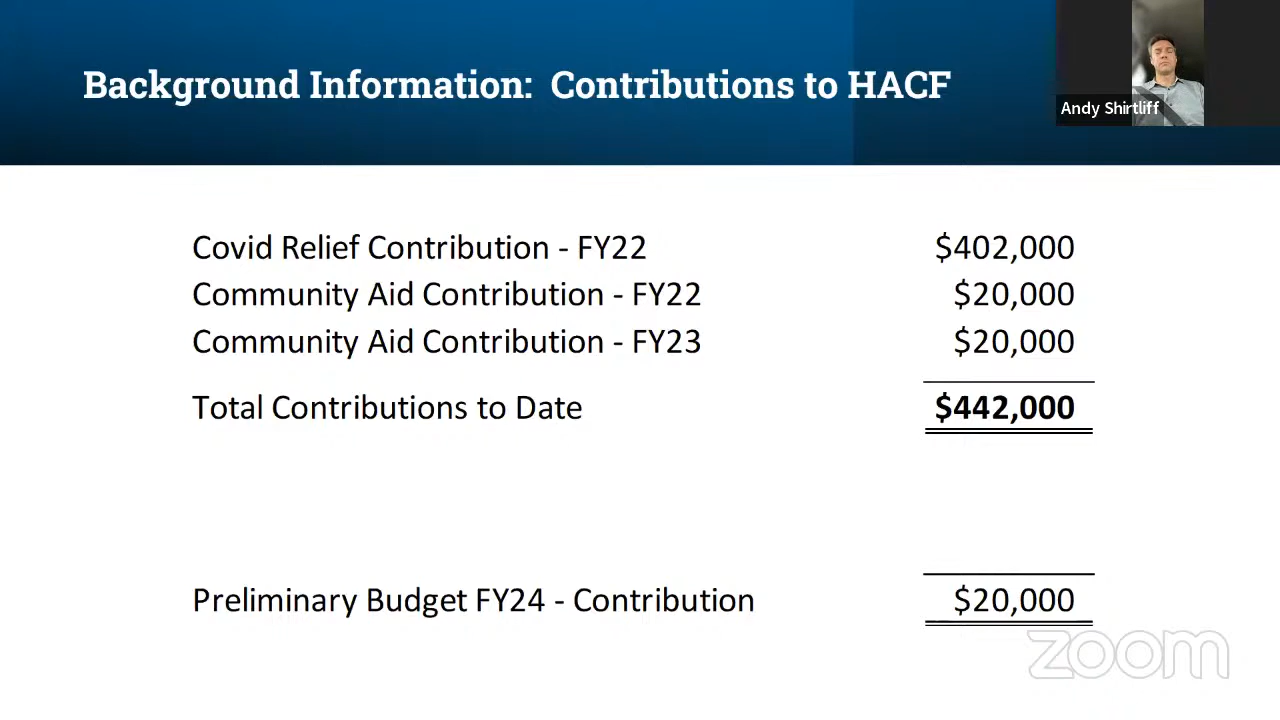 Background Information:  Contributions to HACF
Andy Shirtliff
Covid Relief Contribution - FY22 $402,000
Community Aid Contribution - FY22 $20,000
Community Aid Contribution - FY23 $20,000
Total Contributions to Date $442,000
Preliminary Budget FY24 - Contribution $20,000
zoom